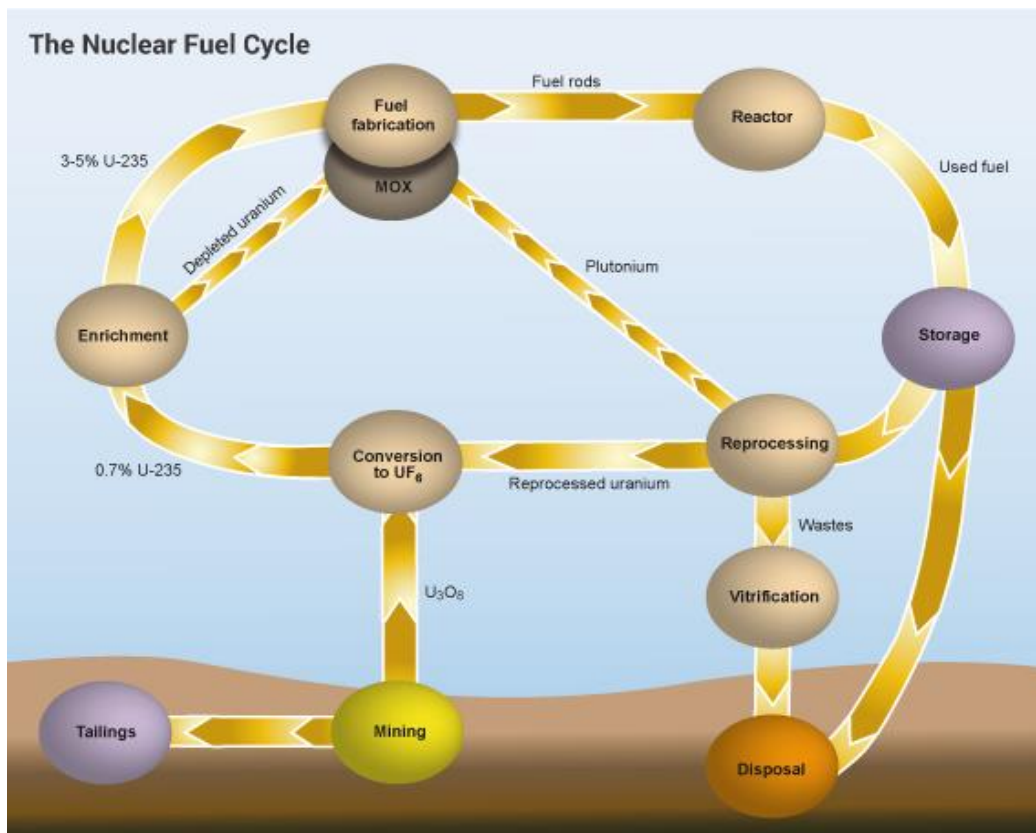 The Nuclear Fuel Cycle
Fuel rods
Fuel
fabrication
Reactor
3-5% U-235
Used fuel
MOX
Depleted uranium
Plutonium
Enrichment
Storage
Conversion
to UF₆
Reprocessing
0.7% U-235
Reprocessed uranium
Wastes
U₃O₈
Vitrification
Tailings
Mining
Disposal